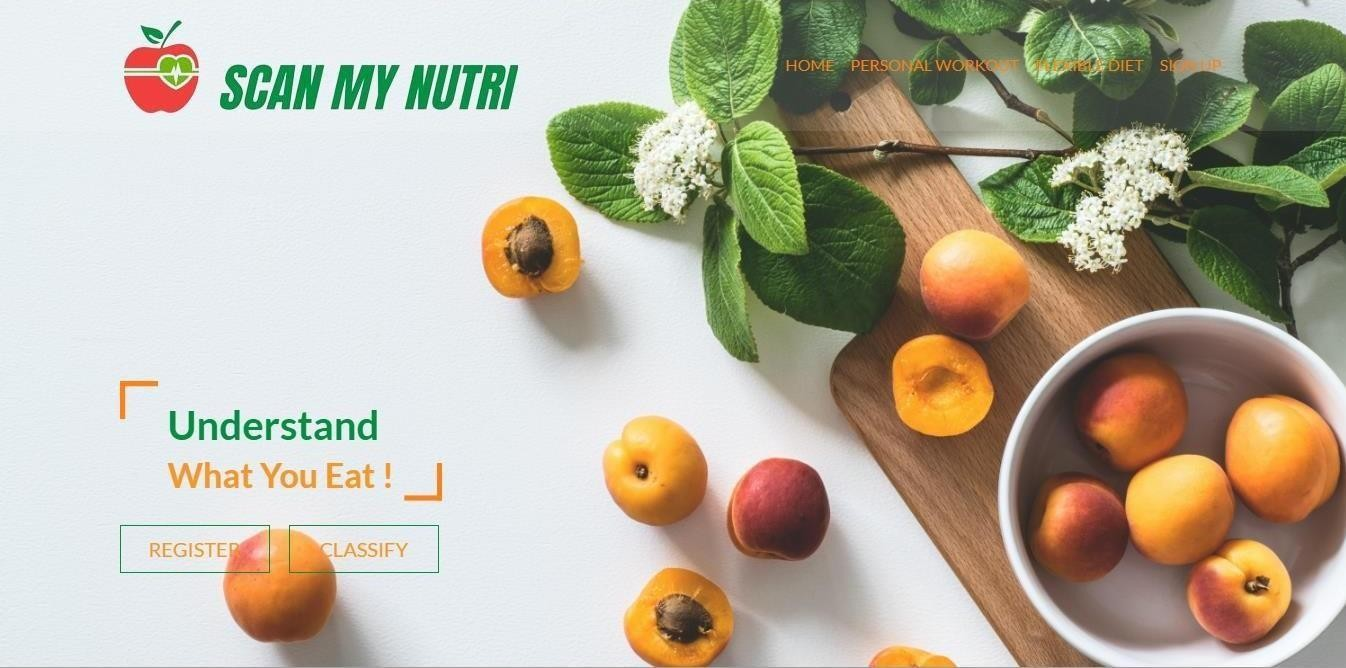 SCAN MY NUTRI
HOME PERSONAL WORKOUT FLEXIBLE DIET SIGN UP
Understand
What You Eat !
REGISTER CLASSIFY